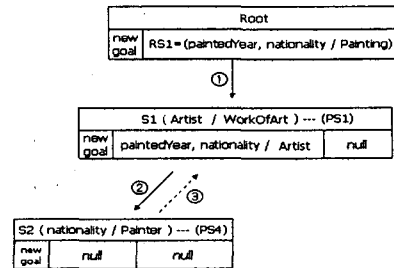 Root
new goal RS1=(paintedYear, nationality / Painting)
①
S1 ( Artist / WorkOfArt ) --- (PS1)
new goal paintedYear, nationality / Artist null
② ③
S2 ( nationality / Painter ) --- (PS4)
new goal null null